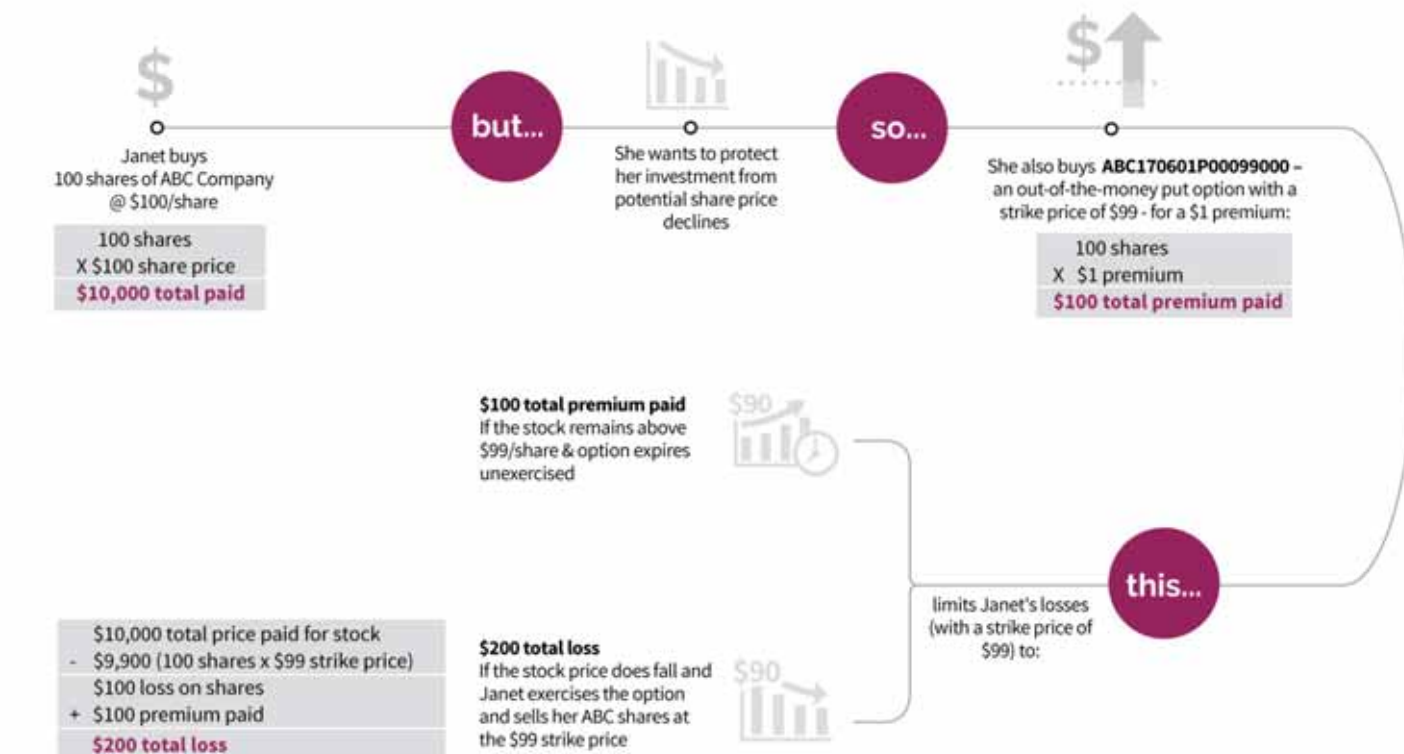 $
Janet buys
100 shares of ABC Company
@ $100/share
100 shares
X $100 share price
$10,000 total paid
but...
She wants to protect
her investment from
potential share price
declines
so...
$
She also buys ABC170601P00099000 –
an out-of-the-money put option with a
strike price of $99 - for a $1 premium:
100 shares
X $1 premium
$100 total premium paid
this...
limits Janet's losses
(with a strike price of
$99) to:
$100 total premium paid
If the stock remains above
$99/share & option expires
unexercised
$90
$200 total loss
If the stock price does fall and
Janet exercises the option
and sells her ABC shares at
the $99 strike price
$90
$10,000 total price paid for stock
- $9,900 (100 shares x $99 strike price)
$100 loss on shares
+ $100 premium paid
$200 total loss